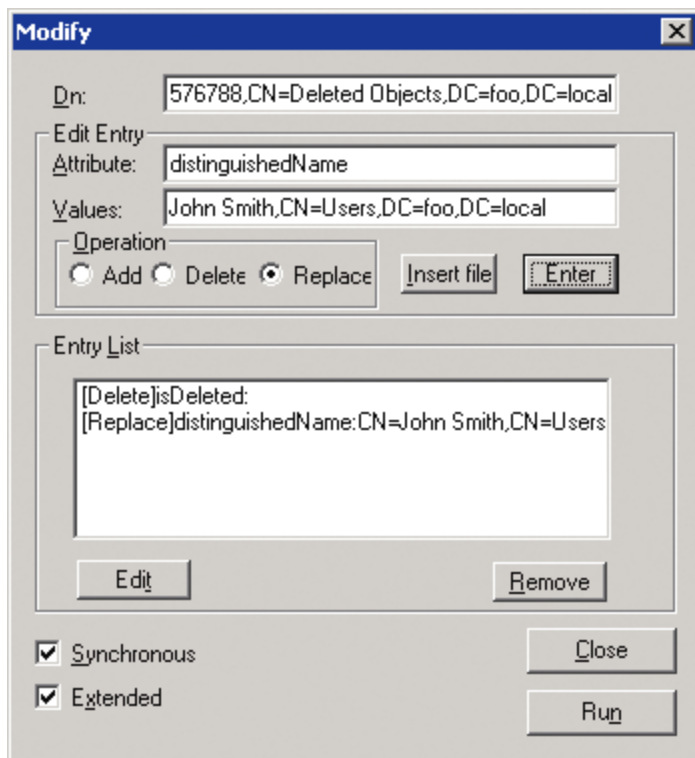 Modify
Dn:
576788,CN=Deleted Objects,DC=foo,DC=local
Edit Entry
Attribute:
distinguishedName
Values:
John Smith,CN=Users,DC=foo,DC=local
Operation
Add
Delete
Replace
Insert file
Enter
Entry List
[Delete]isDeleted:
[Replace]distinguishedName:CN=John Smith,CN=Users
Edit
Remove
Synchronous
Close
Extended
Run